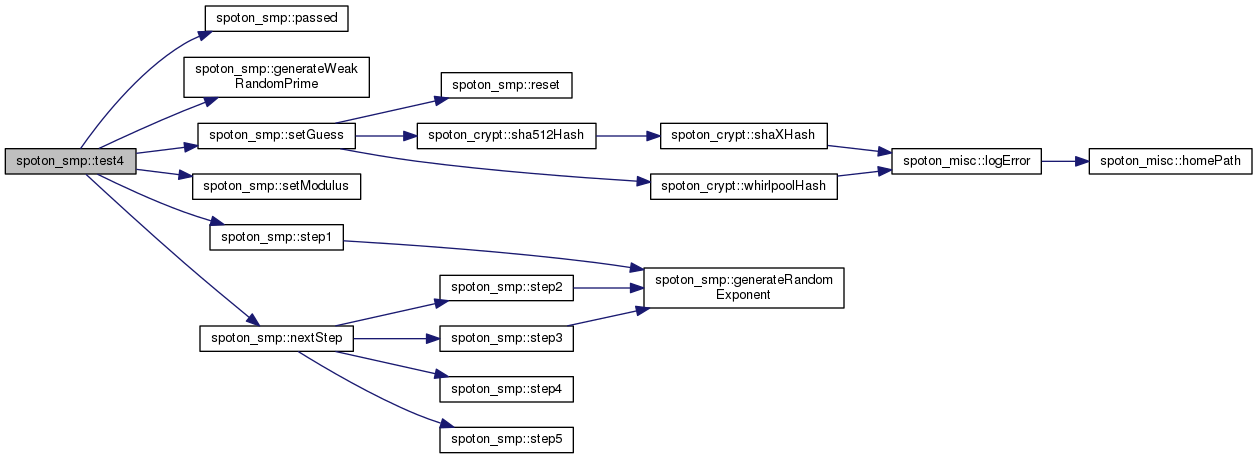 spoton_smp::passed
spoton_smp::generateWeak
RandomPrime
spoton_smp::reset
spoton_smp::setGuess
spoton_crypt::sha512Hash
spoton_crypt::shaXHash
spoton_smp::test4
spoton_misc::logError
spoton_misc::homePath
spoton_smp::setModulus
spoton_crypt::whirlpoolHash
spoton_smp::step1
spoton_smp::step2
spoton_smp::generateRandom
Exponent
spoton_smp::nextStep
spoton_smp::step3
spoton_smp::step4
spoton_smp::step5